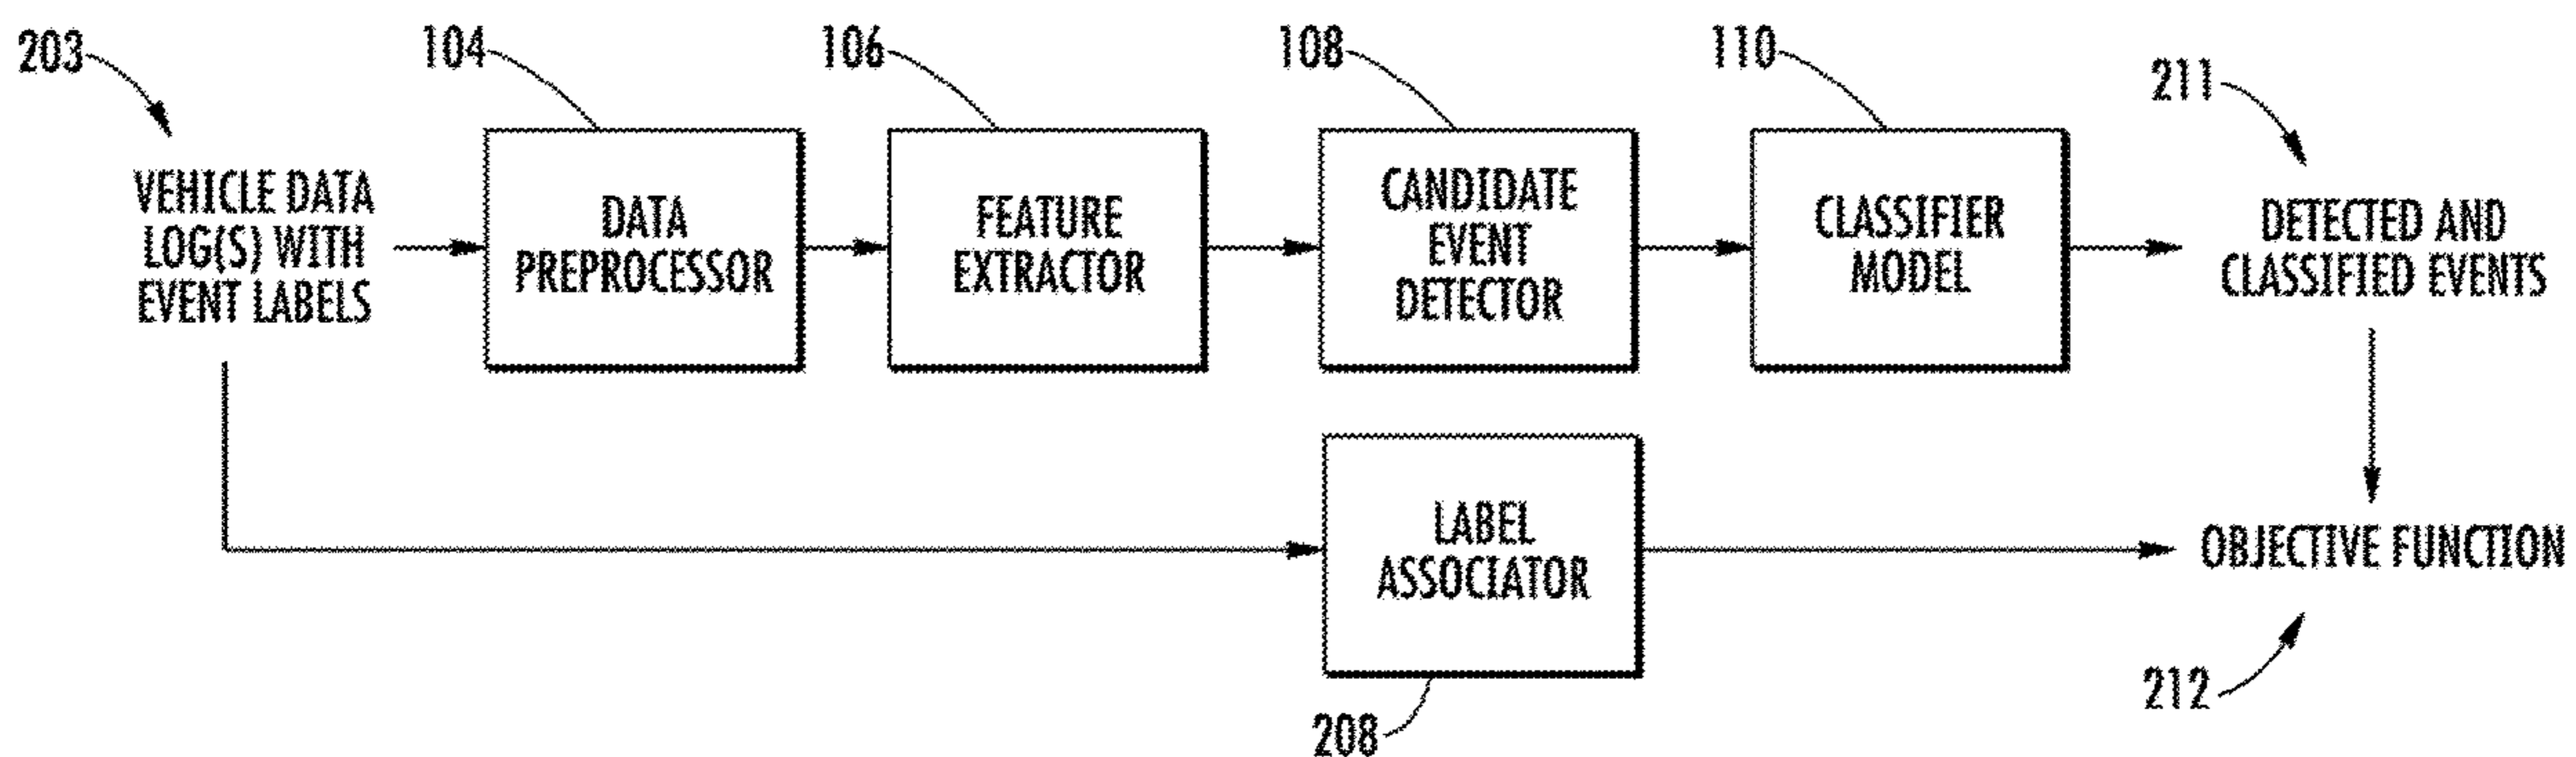 203
104
106
108
110
211
VEHICLE DATA
LOG(S) WITH
EVENT LABELS
DATA
PREPROCESSOR
FEATURE
EXTRACTOR
CANDIDATE
EVENT
DETECTOR
CLASSIFIER
MODEL
DETECTED AND
CLASSIFIED EVENTS
LABEL
ASSOCIATOR
OBJECTIVE FUNCTION
208
212